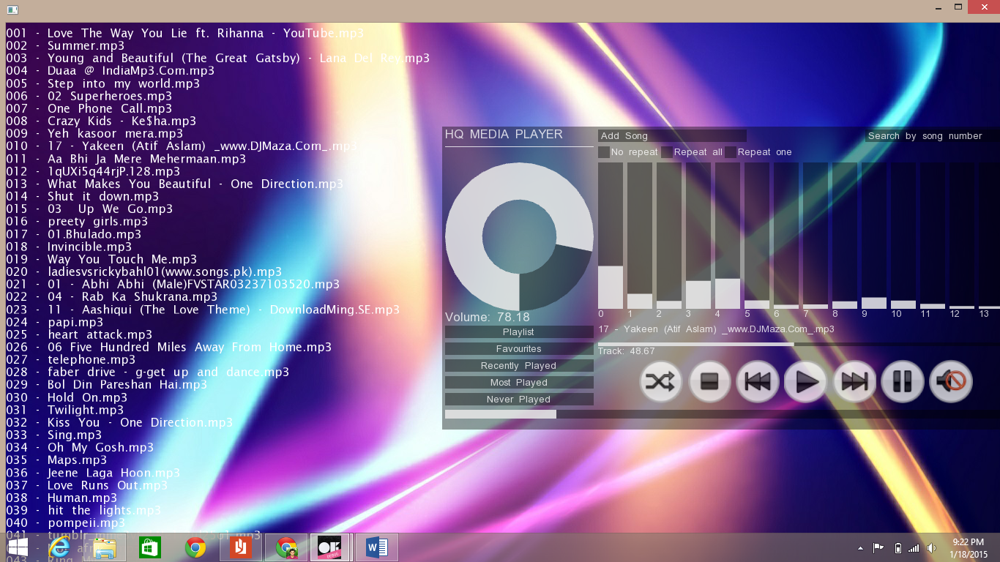 001 - Love The Way You Lie ft. Rihanna - YouTube.mp3
002 - Summer.mp3
003 - Young and Beautiful (The Great Gatsby) - Lana Del Rey.mp3
004 - Duaa @ IndiaMp3.Com.mp3
005 - Step into my world.mp3
006 - 02 Superheroes.mp3
007 - One Phone Call.mp3
008 - Crazy Kids - Ke$ha.mp3
009 - Yeh kasoor mera.mp3
010 - 17 - Yakeen (Atif Aslam) _www.DJMaza.Com_.mp3
011 - Aa Bhi Ja Mere Mehermaan.mp3
012 - 1qUXi5q44rjP.128.mp3
013 - What Makes You Beautiful - One Direction.mp3
014 - Shut it down.mp3
015 - 03 Up We Go.mp3
016 - preety girls.mp3
017 - 01.Bhulado.mp3
018 - Invincible.mp3
019 - Way You Touch Me.mp3
020 - ladiesvsrickybahl01(www.songs.pk).mp3
021 - 01 - Abhi Abhi (Male)FVSTAR03237103520.mp3
022 - 04 - Rab Ka Shukrana.mp3
023 - 11 - Aashiqui (The Love Theme) - DownloadMing.SE.mp3
024 - papi.mp3
025 - heart attack.mp3
026 - 06 Five Hundred Miles Away From Home.mp3
027 - telephone.mp3
028 - faber drive - g-get up and dance.mp3
029 - Bol Din Pareshan Hai.mp3
030 - Hold On.mp3
031 - Twilight.mp3
032 - Kiss You - One Direction.mp3
033 - Sing.mp3
034 - Oh My Gosh.mp3
035 - Maps.mp3
036 - Jeene Laga Hoon.mp3
037 - Love Runs Out.mp3
038 - Human.mp3
039 - hit the lights.mp3
040 - pompeii.mp3
041 -
HQ MEDIA PLAYER
Add Song
Search by song number
No repeat Repeat all Repeat one
0 1 2 3 4 5 6 7 8 9 10 11 12 13
Volume: 78.18
17 - Yakeen (Atif Aslam) _www.DJMaza.Com_.mp3
Track: 48.67
Playlist
Favourites
Recently Played
Most Played
Never Played
9:22 PM
1/18/2015